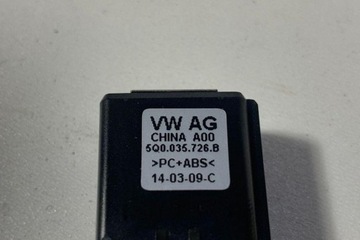 VW AG
CHINA A00
5Q0.035.726.B
>PC+ABS<
14-03-09-C